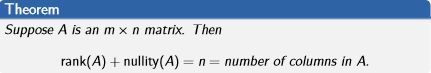 Theorem
Suppose A is an m × n matrix. Then
rank(A) + nullity(A) = n = number of columns in A.